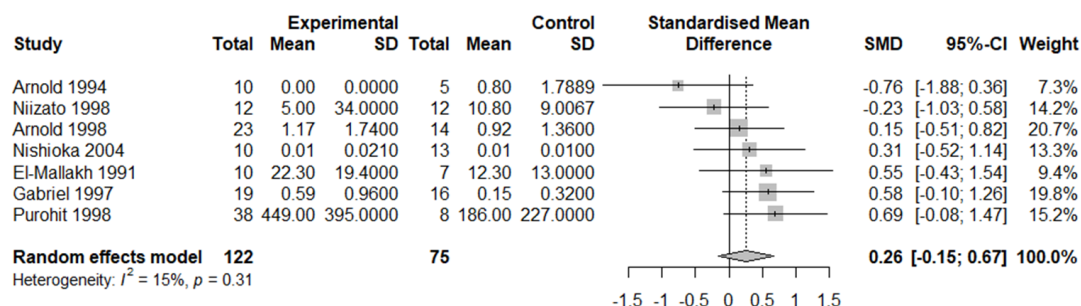 Experimental Control Standardised Mean
Study Total Mean SD Total Mean SD Difference SMD 95%-CI Weight
Arnold 1994 10 0.00 0.0000 5 0.80 1.7889 -0.76 [-1.88; 0.36] 7.3%
Niizato 1998 12 5.00 34.0000 12 10.80 9.0067 -0.23 [-1.03; 0.58] 14.2%
Arnold 1998 23 1.17 1.7400 14 0.92 1.3600 0.15 [-0.51; 0.82] 20.7%
Nishioka 2004 10 0.01 0.0210 13 0.01 0.0100 0.31 [-0.52; 1.14] 13.3%
El-Mallakh 1991 10 22.30 19.4000 7 12.30 13.0000 0.55 [-0.43; 1.54] 9.4%
Gabriel 1997 19 0.59 0.9600 16 0.15 0.3200 0.58 [-0.10; 1.26] 19.8%
Purohit 1998 38 449.00 395.0000 8 186.00 227.0000 0.69 [-0.08; 1.47] 15.2%
Random effects model 122 75 0.26 [-0.15; 0.67] 100.0%
Heterogeneity: I² = 15%, p = 0.31
-1.5 -1 -0.5 0 0.5 1 1.5